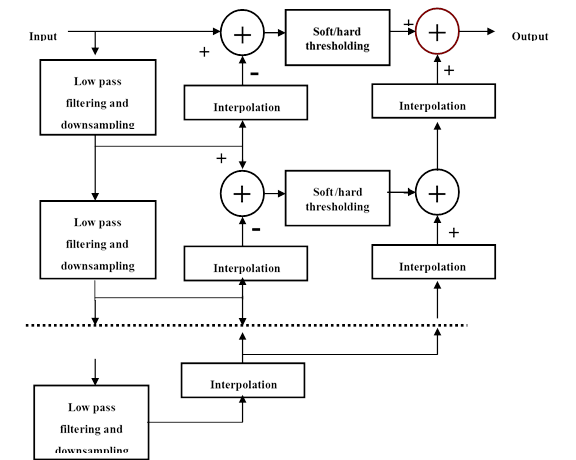 Input
+
+
Soft/hard
thresholding
+
+
Output
Low pass
filtering and
downsampling
-
+
Interpolation
Interpolation
+
+
Soft/hard
thresholding
+
Low pass
filtering and
downsampling
-
+
Interpolation
Interpolation
Interpolation
Low pass
filtering and
downsampling